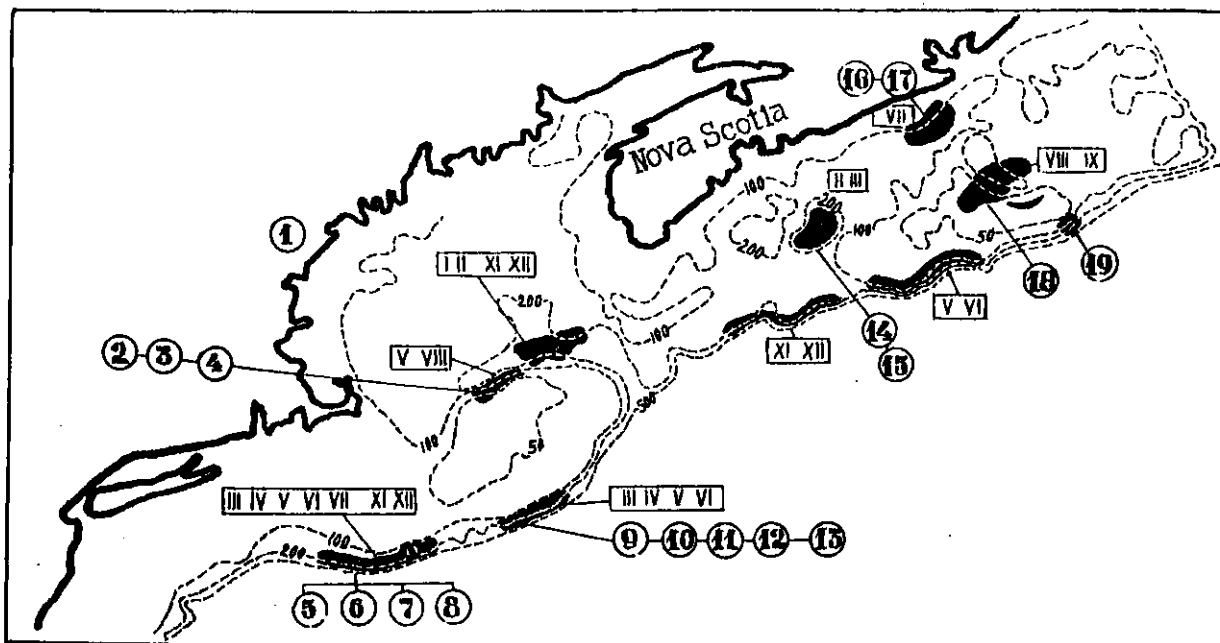 16 17
VII
Nova Scotia
VIII IX
100
II III
200
1
200
100
50
19
I II XI XII
18
200
V VI
14
100
2 3 4
V VIII
XI XII
15
500
100
50
III IV V VI VII XI XII
III IV V VI
9 10 11 12 13
100
200
5 6 7 8